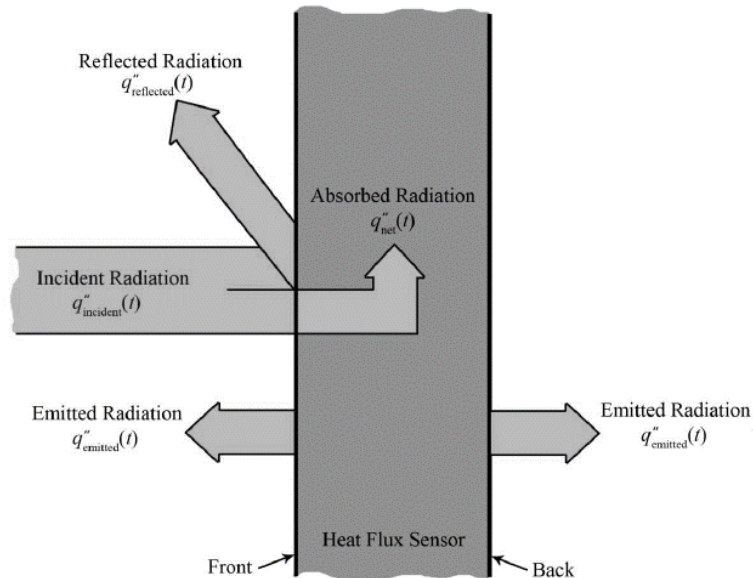 Reflected Radiation
q″reflected(t)
Absorbed Radiation
q″net(t)
Incident Radiation
q″incident(t)
Emitted Radiation
q″emitted(t)
Emitted Radiation
q″emitted(t)
Heat Flux Sensor
Front
Back